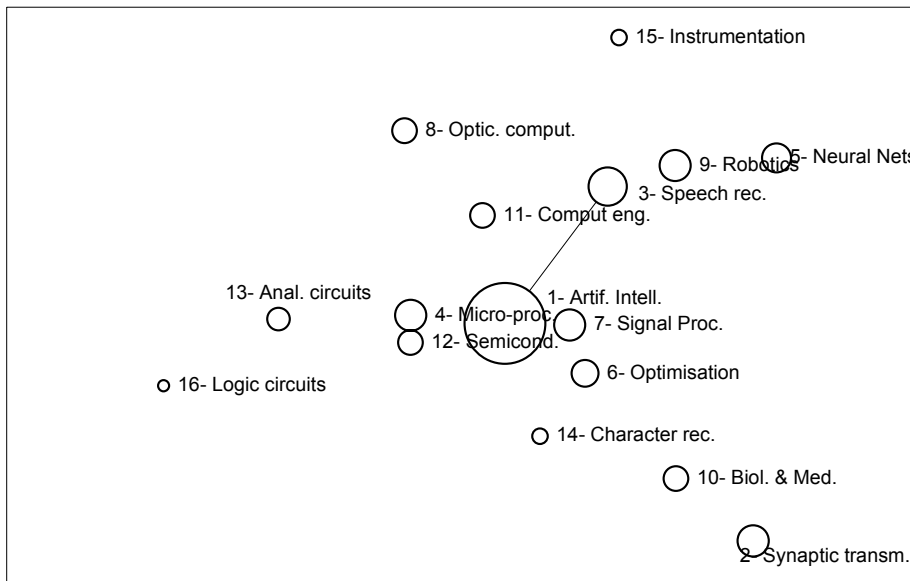 15- Instrumentation
8- Optic. comput.
5- Neural Nets
9- Robotics
3- Speech rec.
11- Comput eng.
13- Anal. circuits
1- Artif. Intell.
4- Micro-proc.
7- Signal Proc.
12- Semicond.
6- Optimisation
16- Logic circuits
14- Character rec.
10- Biol. & Med.
2- Synaptic transm.